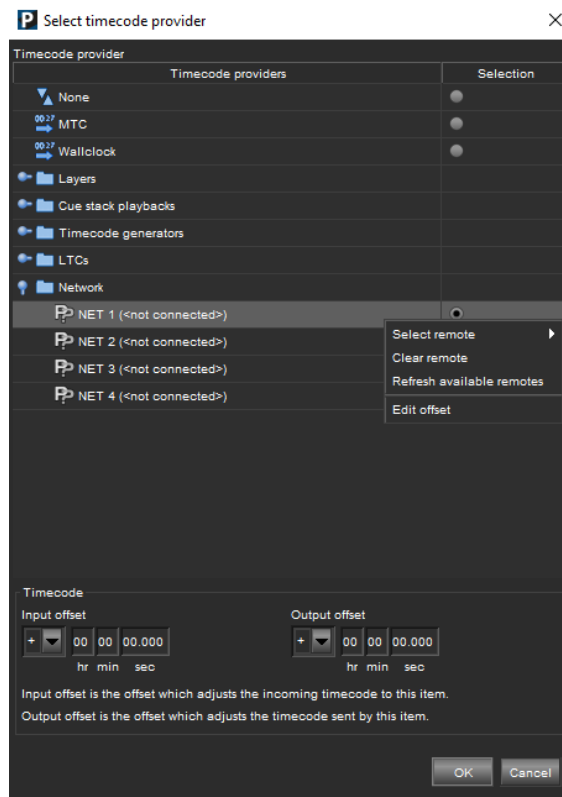 Select timecode provider
Timecode provider
Timecode providers Selection
None
00 27 MTC
00 27 Wallclock
Layers
Cue stack playbacks
Timecode generators
LTCs
Network
NET 1 (<not connected>)
NET 2 (<not connected>)
NET 3 (<not connected>)
NET 4 (<not connected>)
Select remote
Clear remote
Refresh available remotes
Edit offset
Timecode
Input offset Output offset
+ 00 00 00.000 + 00 00 00.000
hr min sec hr min sec
Input offset is the offset which adjusts the incoming timecode to this item.
Output offset is the offset which adjusts the timecode sent by this item.
OK Cancel